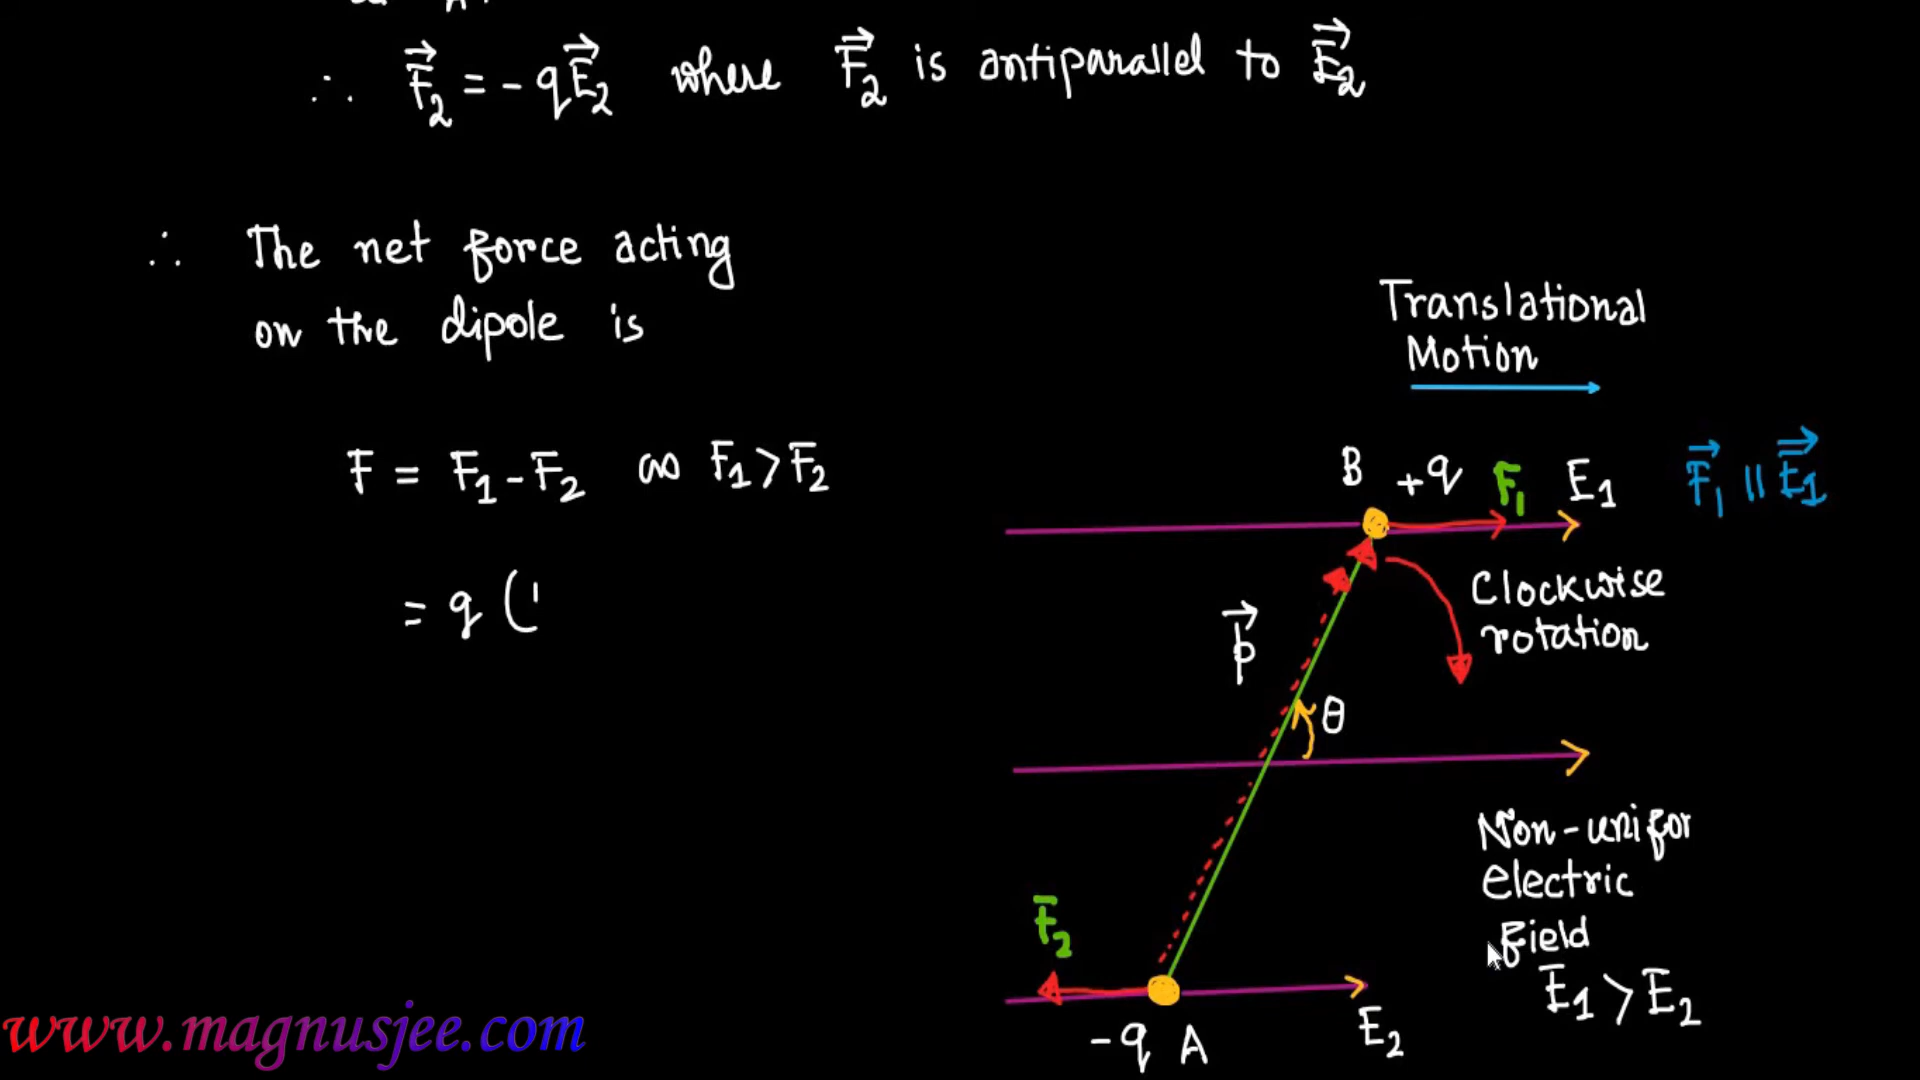 ∴ F⃗₂ = - qE⃗₂ where F⃗₂ is antiparallel to E⃗₂
∴ The net force acting
on the dipole is
F = F₁ - F₂ as F₁ > F₂
= q (
Translational
Motion
B +q F₁ E₁ F⃗₁ || E⃗₁
Clockwise
rotation
p⃗
θ
Non-unifor
electric
field
E₁ > E₂
F₂
-q A E₂
www.magnusjee.com